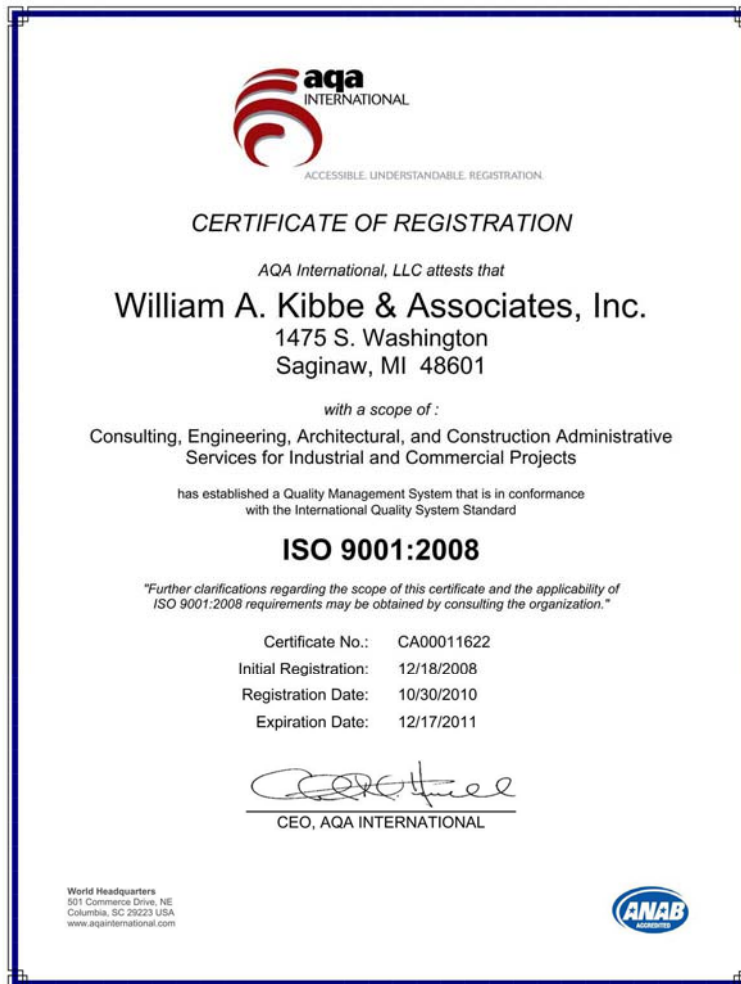 aqa
INTERNATIONAL
ACCESSIBLE. UNDERSTANDABLE. REGISTRATION.
CERTIFICATE OF REGISTRATION
AQA International, LLC attests that
William A. Kibbe & Associates, Inc.
1475 S. Washington
Saginaw, MI 48601
with a scope of :
Consulting, Engineering, Architectural, and Construction Administrative
Services for Industrial and Commercial Projects
has established a Quality Management System that is in conformance
with the International Quality System Standard
ISO 9001:2008
"Further clarifications regarding the scope of this certificate and the applicability of
ISO 9001:2008 requirements may be obtained by consulting the organization."
Certificate No.: CA00011622
Initial Registration: 12/18/2008
Registration Date: 10/30/2010
Expiration Date: 12/17/2011
CEO, AQA INTERNATIONAL
World Headquarters
501 Commerce Drive, NE
Columbia, SC 29223 USA
www.aqainternational.com
ANAB
ACCREDITED